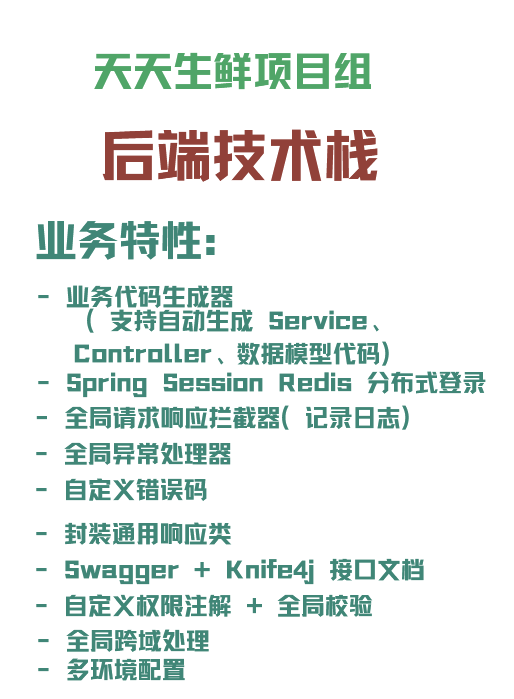 天天生鲜项目组
后端技术栈
业务特性:
- 业务代码生成器
( 支持自动生成 Service、
Controller、数据模型代码)
- Spring Session Redis 分布式登录
- 全局请求响应拦截器( 记录日志)
- 全局异常处理器
- 自定义错误码
- 封装通用响应类
- Swagger + Knife4j 接口文档
- 自定义权限注解 + 全局校验
- 全局跨域处理
- 多环境配置